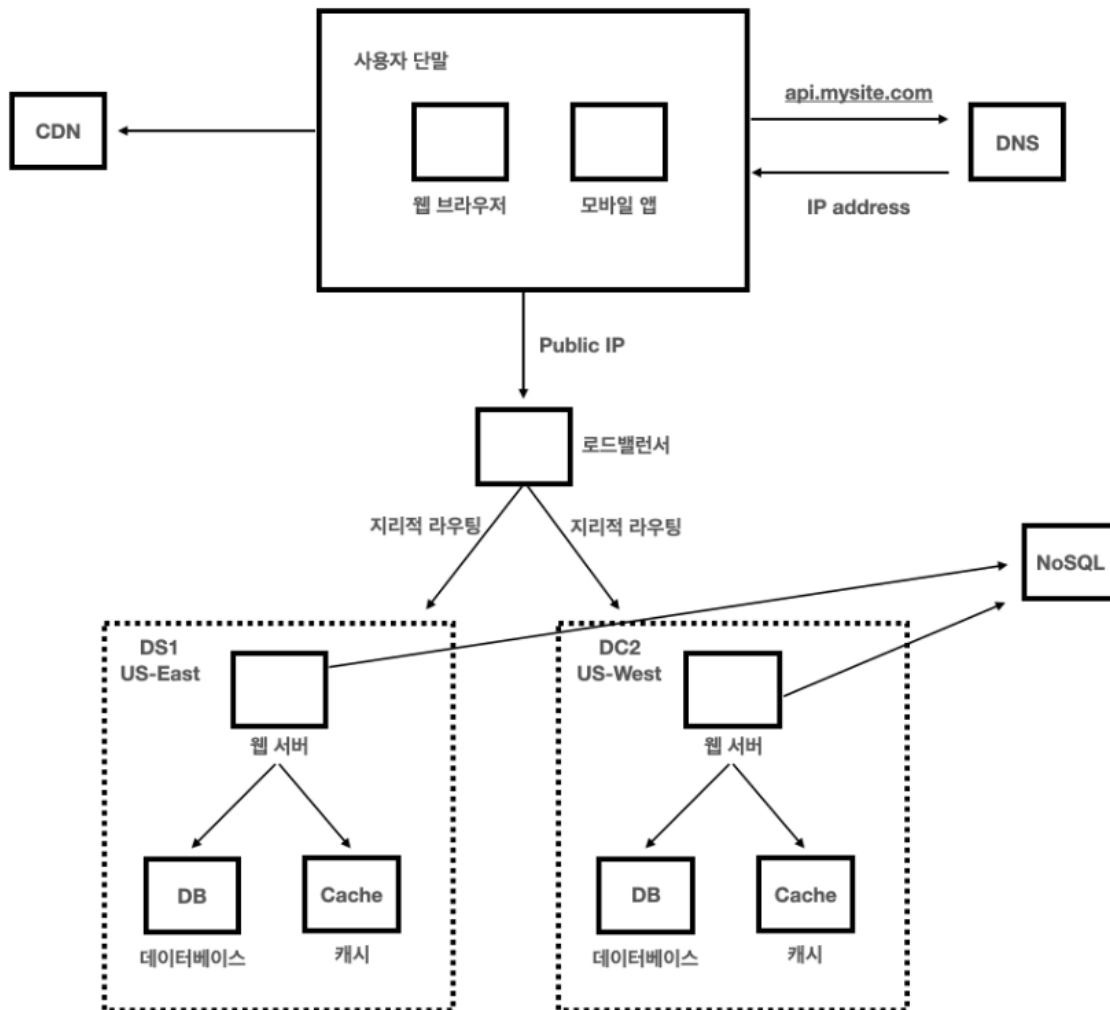 사용자 단말
api.mysite.com
CDN
DNS
웹 브라우저
모바일 앱
IP address
Public IP
로드밸런서
지리적 라우팅
지리적 라우팅
NoSQL
DS1
US-East
DC2
US-West
웹 서버
웹 서버
DB
Cache
DB
Cache
데이터베이스
캐시
데이터베이스
캐시